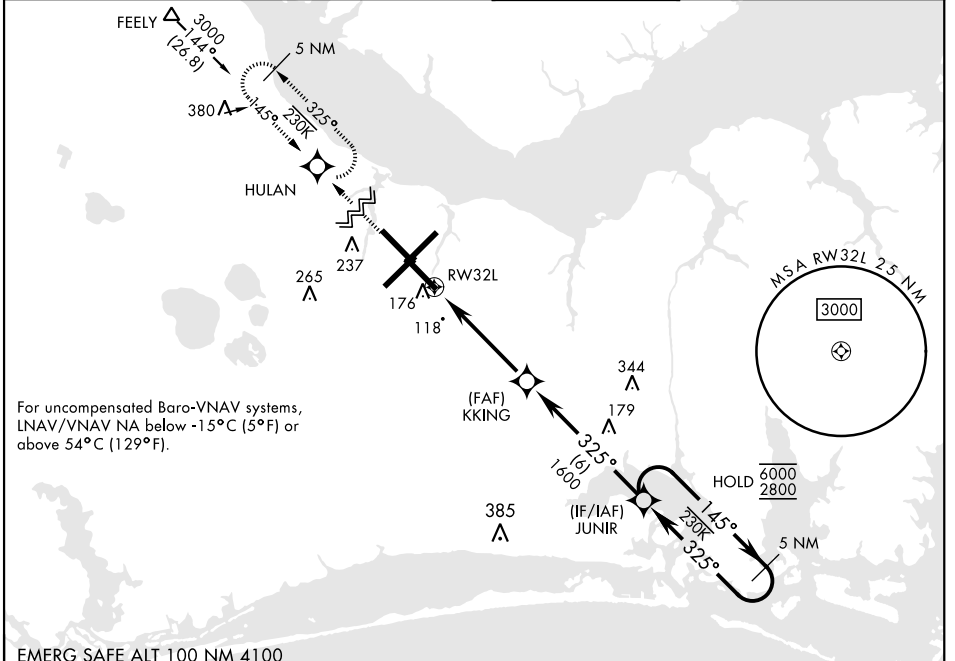 FEELY
3000
144°
(26.8)
5 NM
380
145°
325°
230K
HULAN
237
265
RW32L
176
118
MSA RW32L 25 NM
3000
(FAF)
KKING
344
179
For uncompensated Baro-VNAV systems,
LNAV/VNAV NA below -15°C (5°F) or
above 54°C (129°F).
325°
(6)
1600
HOLD 6000
2800
(IF/IAF)
JUNIR
145°
230K
325°
5 NM
385
EMERG SAFE ALT 100 NM 4100